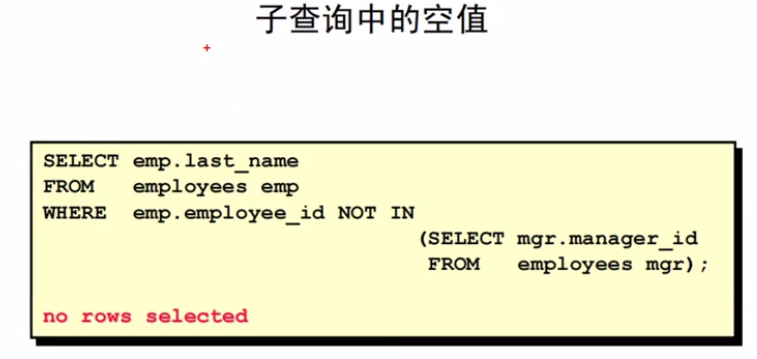 子查询中的空值
SELECT emp.last_name
FROM employees emp
WHERE emp.employee_id NOT IN
(SELECT mgr.manager_id
FROM employees mgr);
no rows selected